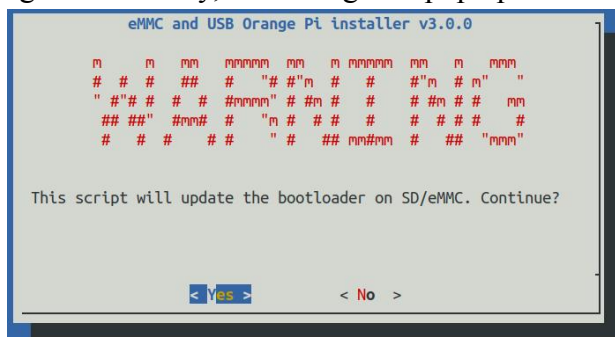 eMMC and USB Orange Pi installer v3.0.0
WARNING
This script will update the bootloader on SD/eMMC. Continue?
< Yes > < No >